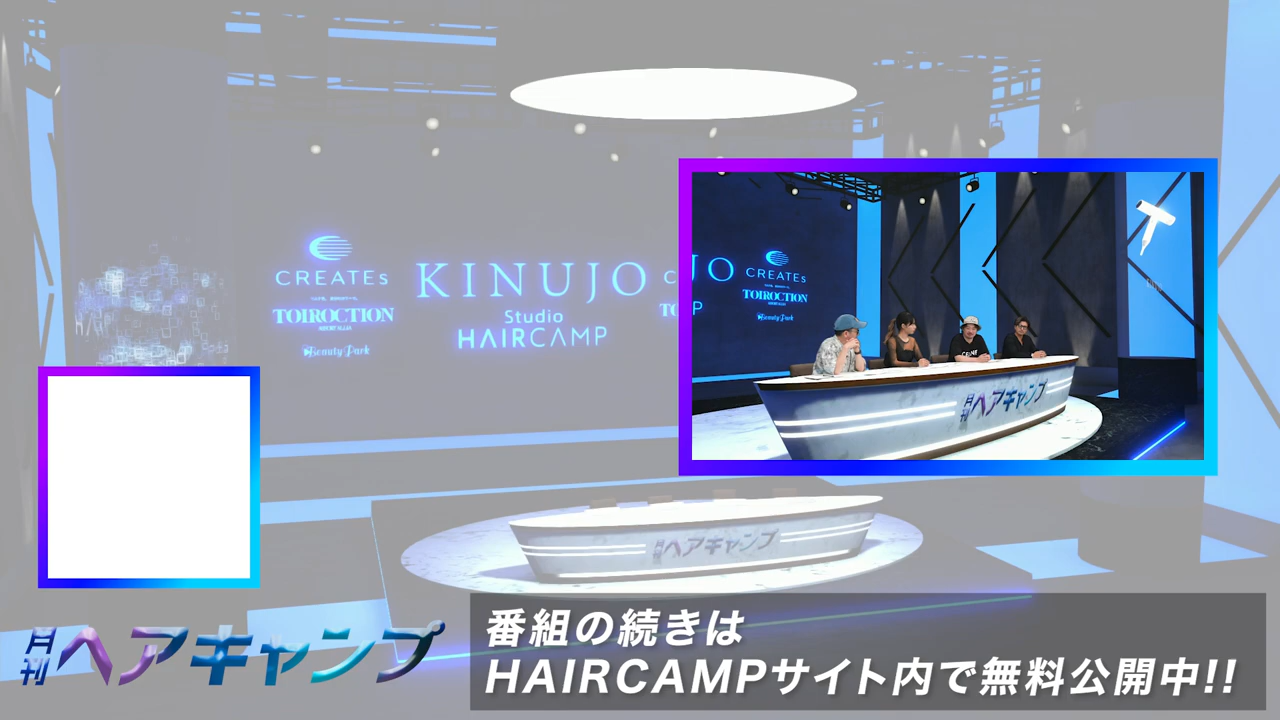 CREATEs
TOIROCTION
Beauty Park
KINUJO
Studio
HAIRCAMP
JO
P
CREATEs
TOIROCTION
Beauty Park
CELINE
月刊ヘアキャンプ
月刊ヘアキャンプ
月刊ヘアキャンプ
番組の続きは
HAIRCAMPサイト内で無料公開中!!